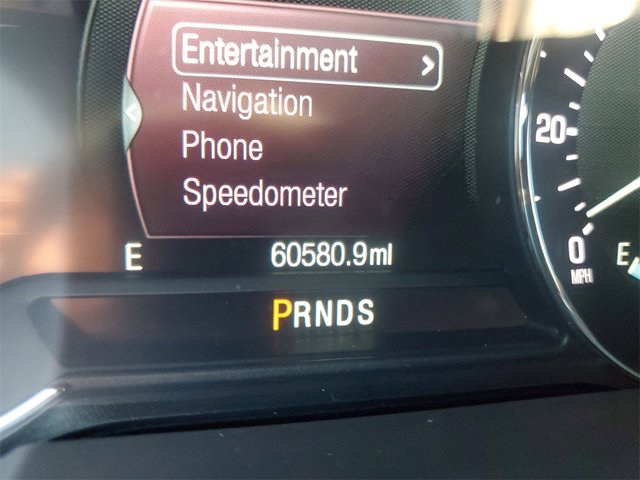 Entertainment >
Navigation
Phone
Speedometer
20
0
MPH
E
E 60580.9mi
PRNDS